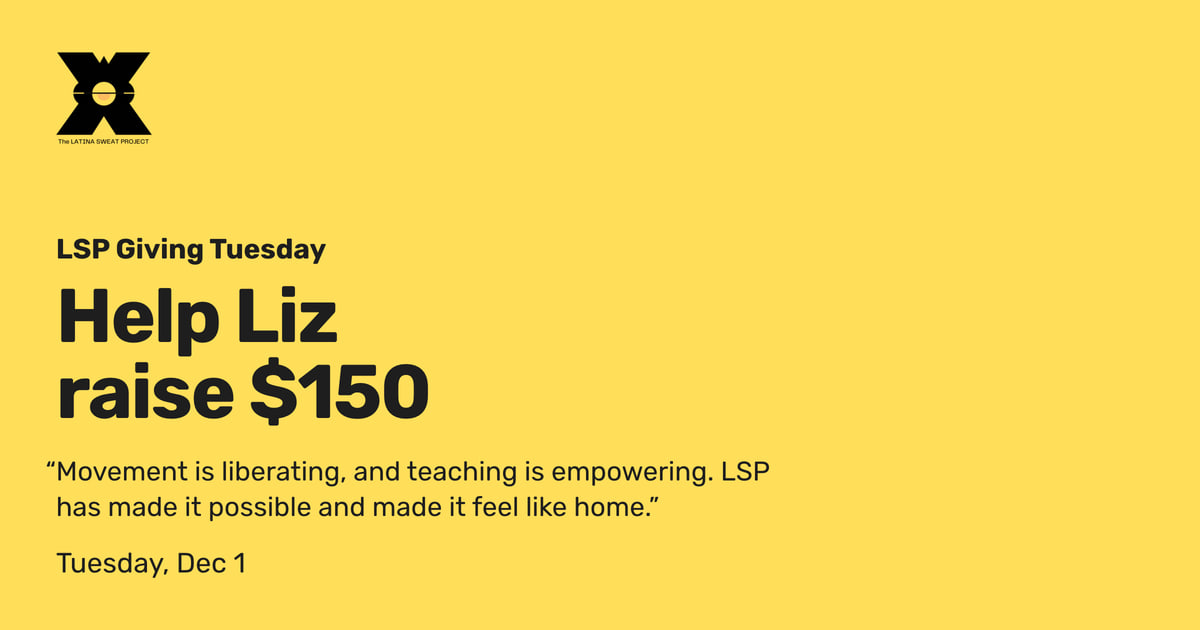 The LATINA SWEAT PROJECT
LSP Giving Tuesday
Help Liz
raise $150
“Movement is liberating, and teaching is empowering. LSP
has made it possible and made it feel like home.”
Tuesday, Dec 1